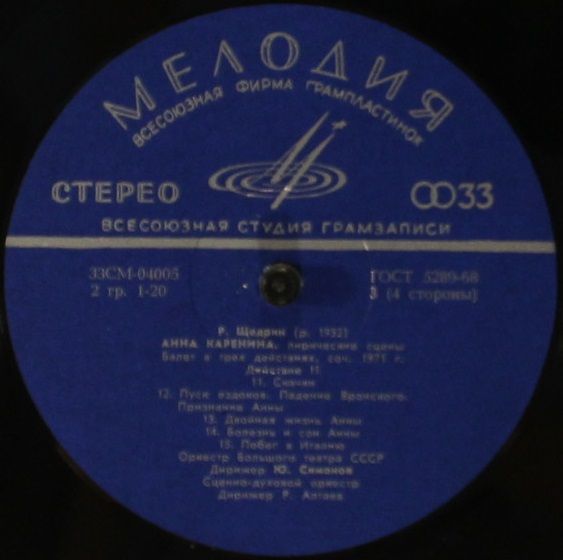 МЕЛОДИЯ
ВСЕСОЮЗНАЯ ФИРМА ГРАМПЛАСТИНОК
СТЕРЕО
33
ВСЕСОЮЗНАЯ СТУДИЯ ГРАМЗАПИСИ
33СМ-04005
ГОСТ 5289-68
2 гр. 1-20
3 (4 стороны)
Р. Щедрин (р. 1932)
АННА КАРЕНИНА, лирические сцены
Балет в трех действиях, соч. 1971 г.
Действие II
11. Скачки
12. Пуск ездоков. Падение Вронского.
Признание Анны
13. Двойная жизнь Анны
14. Болезнь и сон Анны
15. Побег в Италию
Оркестр Большого театра СССР
Дирижер Ю. Симонов
Сценно-духовой оркестр
Дирижер Р. Алтаев